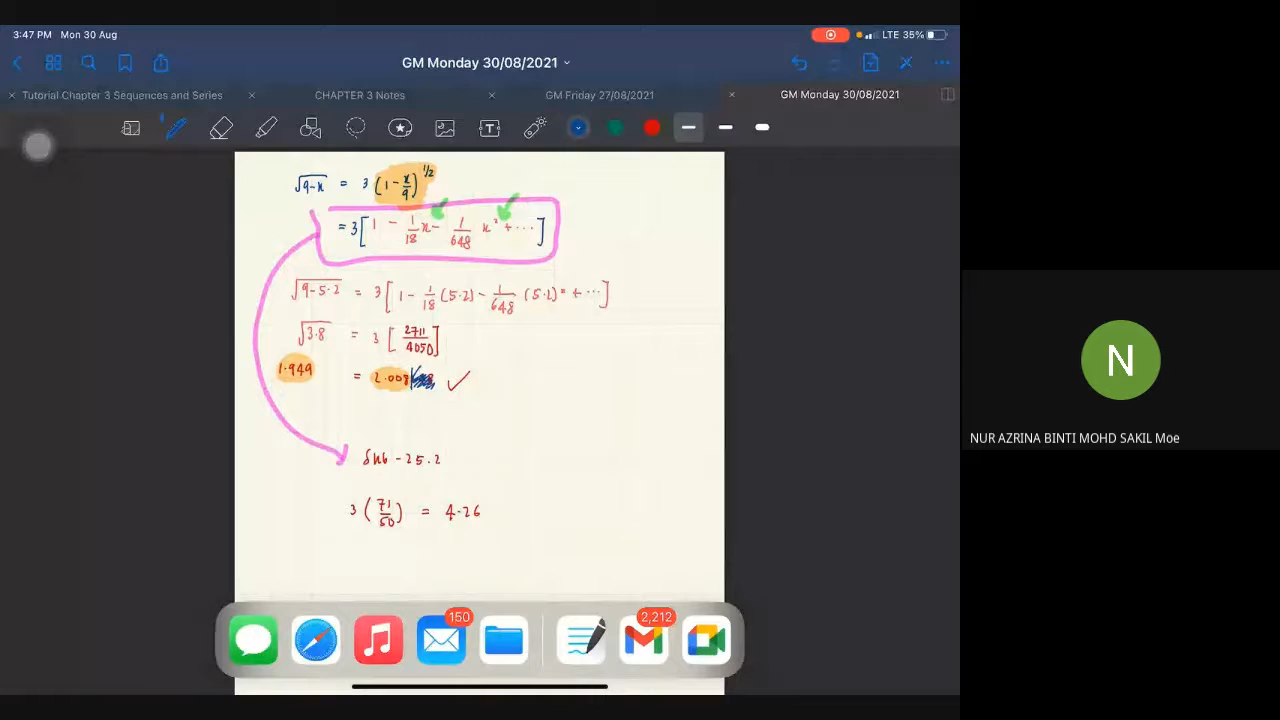 3:47 PM Mon 30 Aug
LTE 35%
GM Monday 30/08/2021
Tutorial Chapter 3 Sequences and Series
CHAPTER 3 Notes
GM Friday 27/08/2021
GM Monday 30/08/2021
√(9-x) = 3 (1 - x/9)^1/2
= 3 [ 1 - 1/18 x - 1/648 x² + ··· ]
√(9-5·2) = 3 [ 1 - 1/18 (5·2) - 1/648 (5·2)² + ··· ]
√3·8 = 3 [ 2711/4050 ]
1.949 = 2.008 ✓
sub -25.2
3 ( 71/50 ) = 4.26
150
2,212
N
NUR AZRINA BINTI MOHD SAKIL Moe